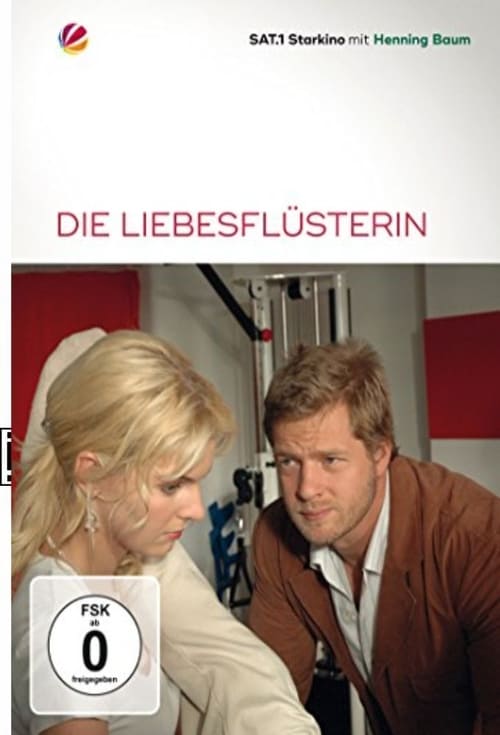 SAT.1 Starkino mit Henning Baum
DIE LIEBESFLÜSTERIN
FSK
ab
0
freigegeben